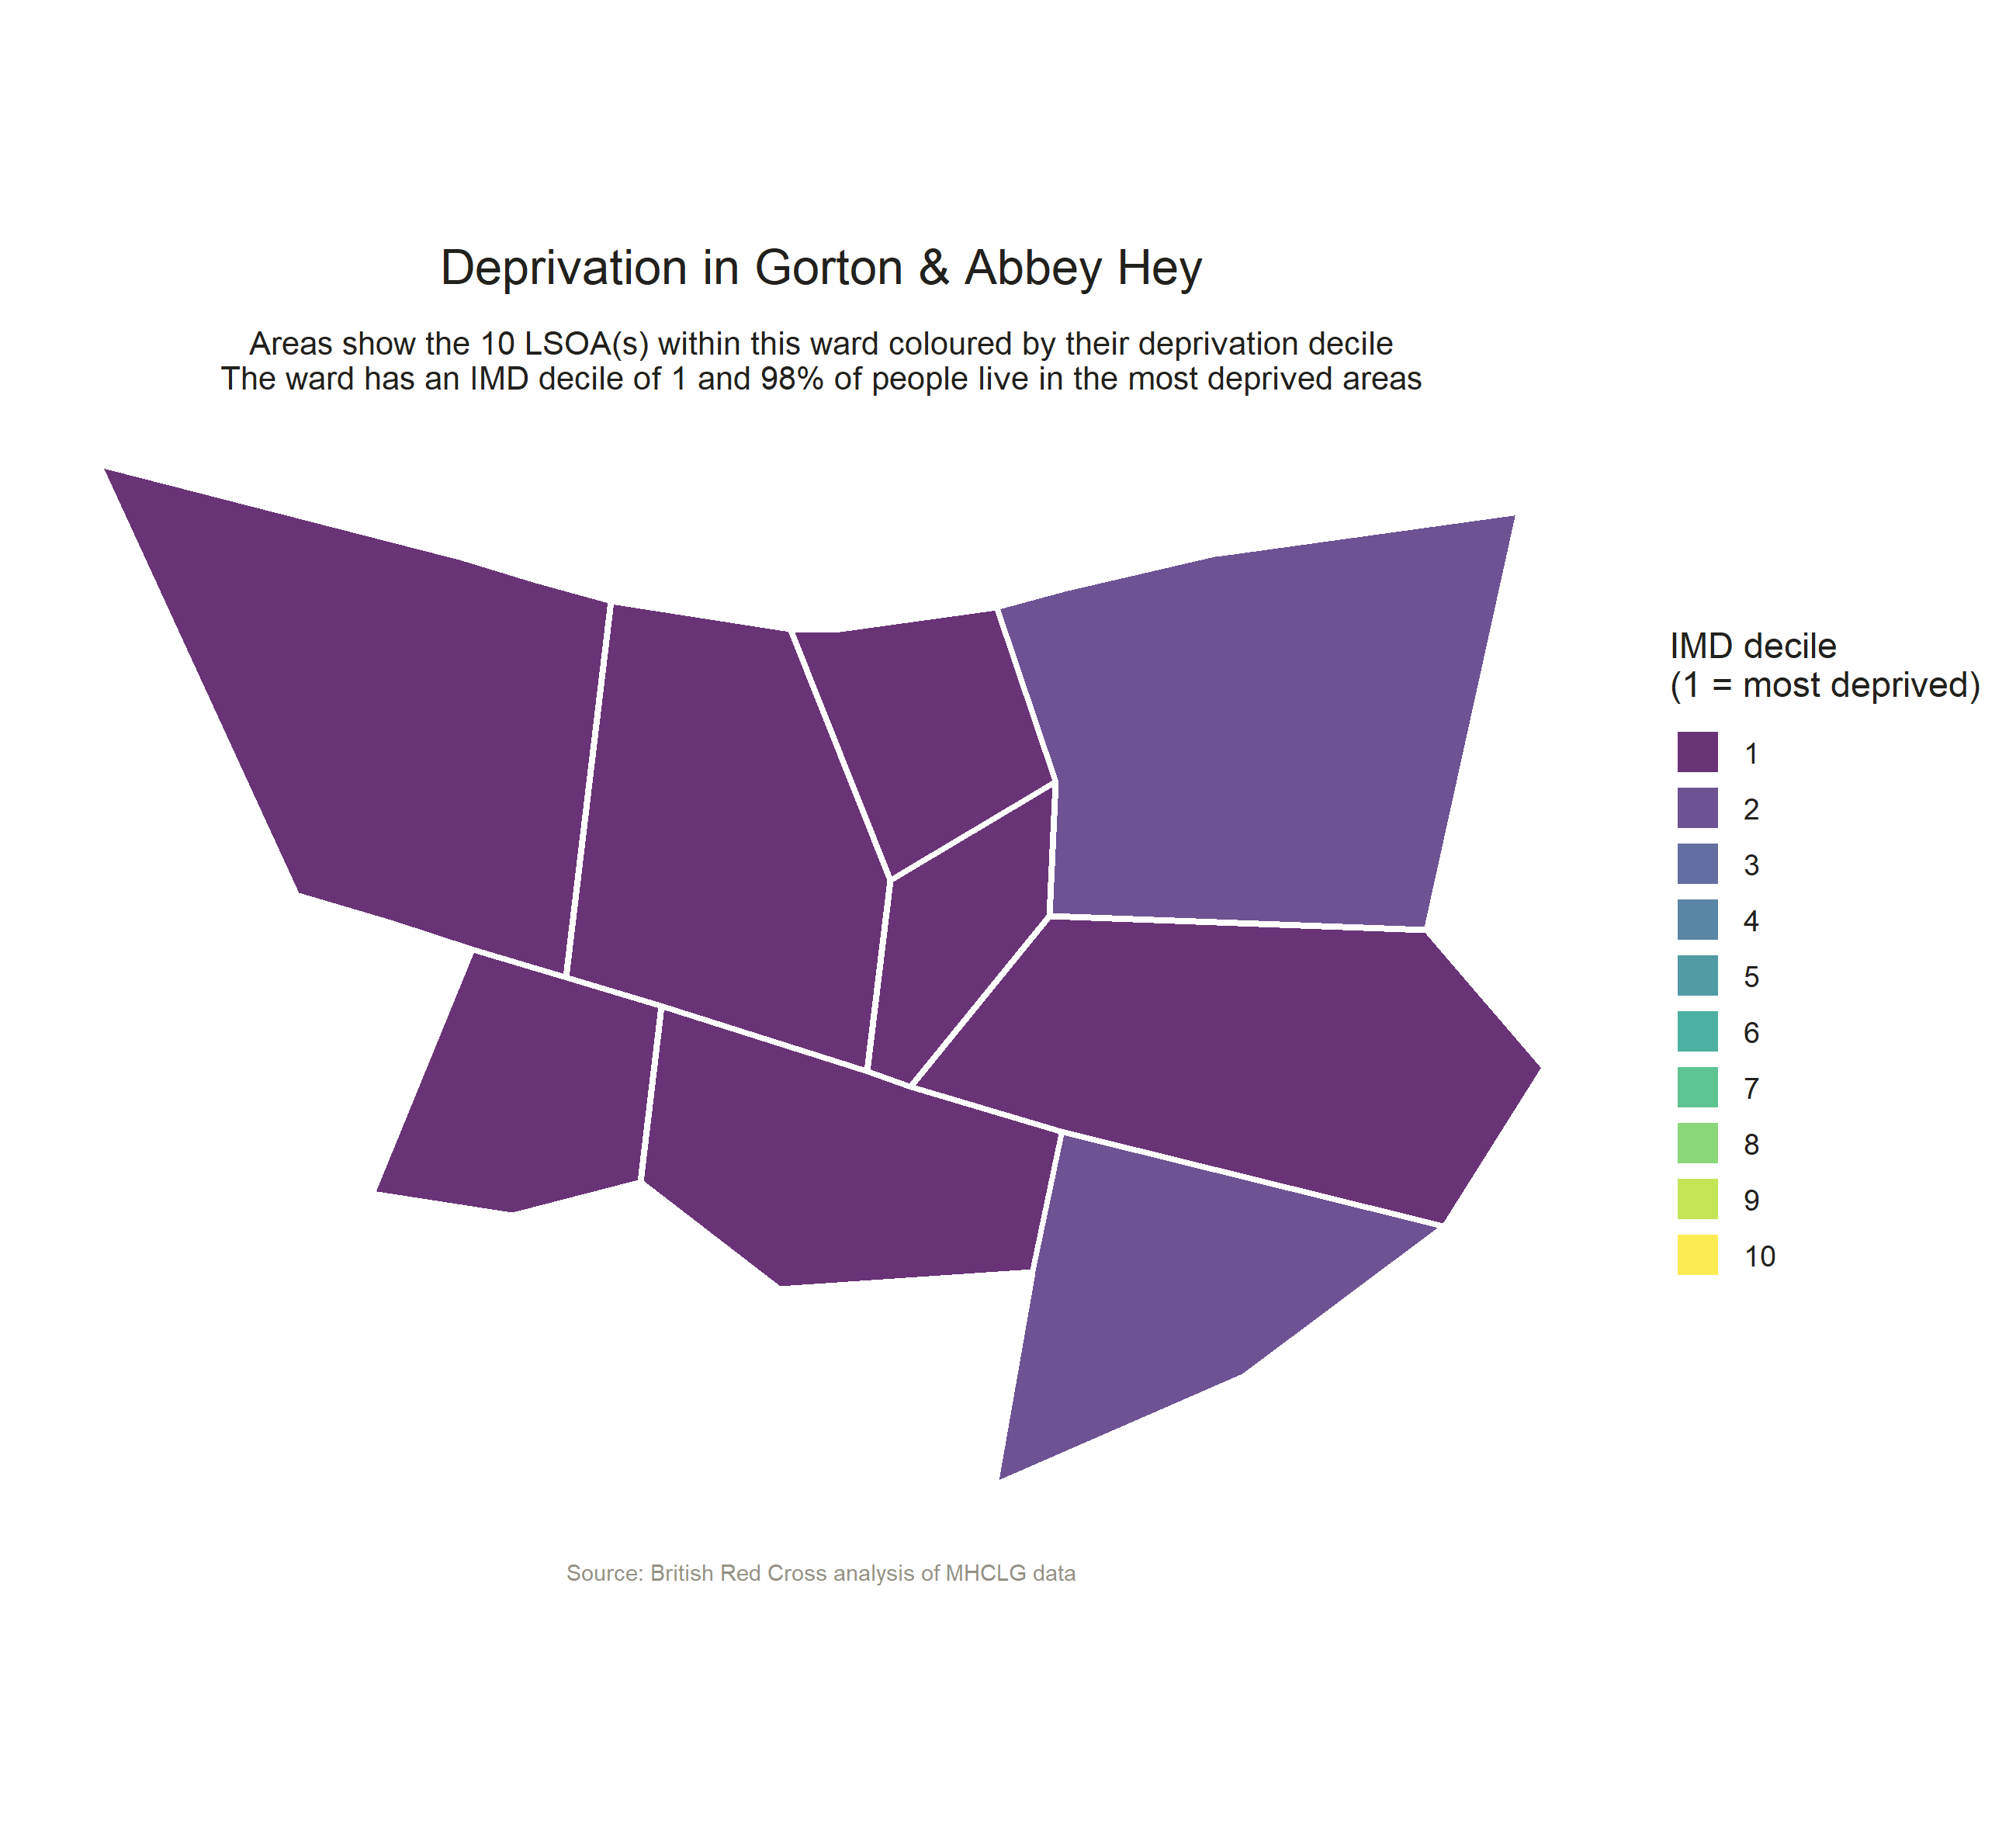 Deprivation in Gorton & Abbey Hey
Areas show the 10 LSOA(s) within this ward coloured by their deprivation decile
The ward has an IMD decile of 1 and 98% of people live in the most deprived areas
IMD decile
(1 = most deprived)
1
2
3
4
5
6
7
8
9
10
Source: British Red Cross analysis of MHCLG data